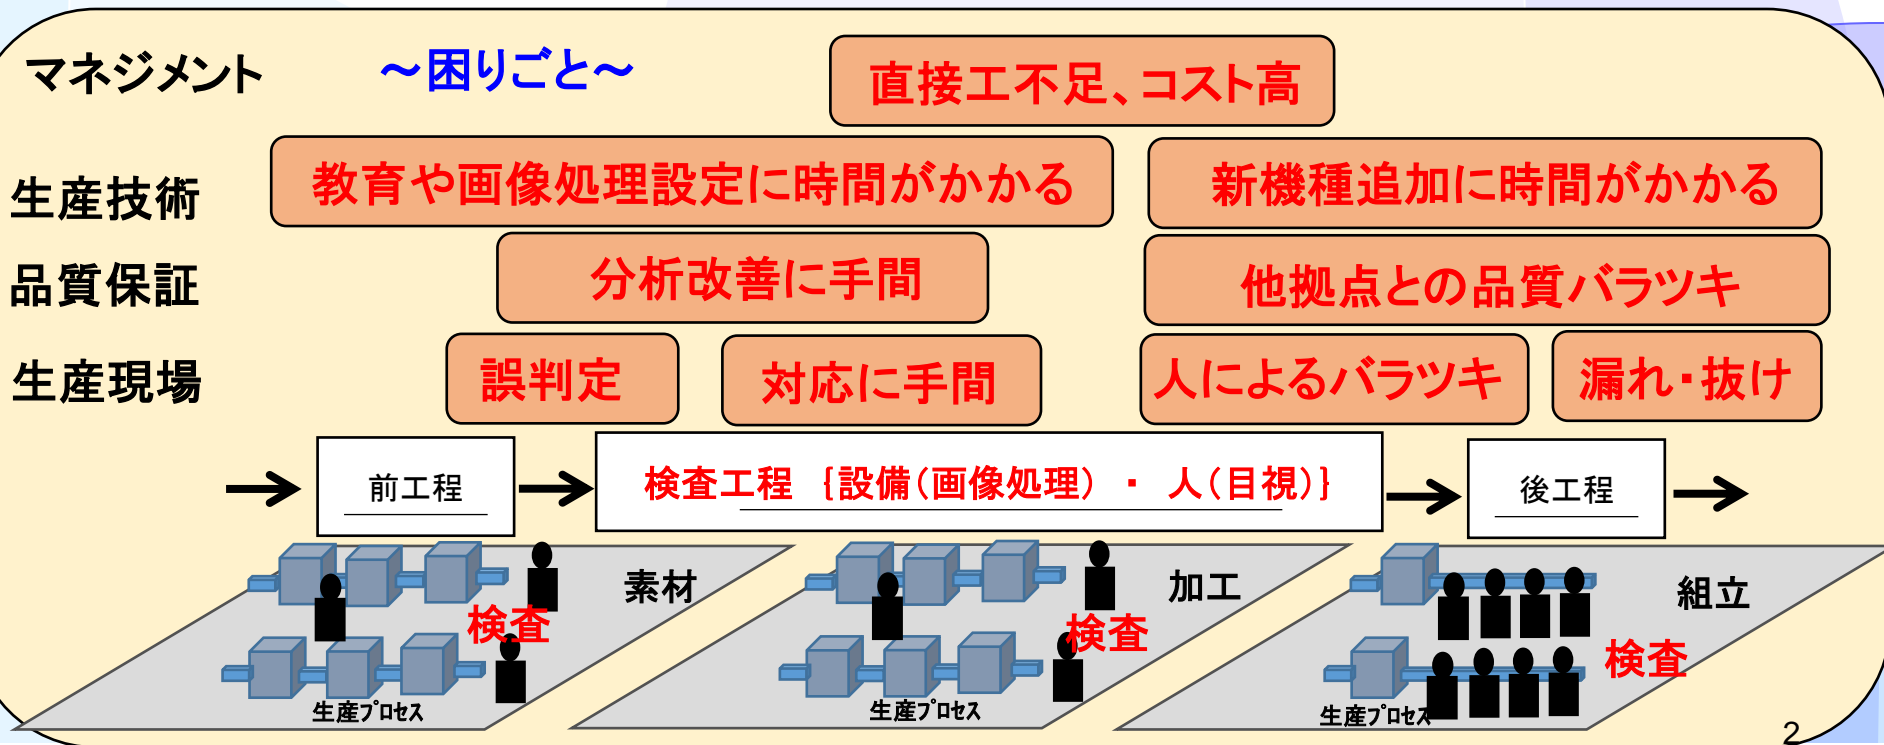 マネジメント ～困りごと～ 直接工不足、コスト高
生産技術 教育や画像処理設定に時間がかかる 新機種追加に時間がかかる
品質保証 分析改善に手間 他拠点との品質バラツキ
生産現場 誤判定 対応に手間 人によるバラツキ 漏れ・抜け
前工程 検査工程 {設備(画像処理) ・ 人(目視)} 後工程
素材 加工 組立
検査 検査 検査
生産ﾌﾟﾛｾｽ 生産ﾌﾟﾛｾｽ 生産ﾌﾟﾛｾｽ
2